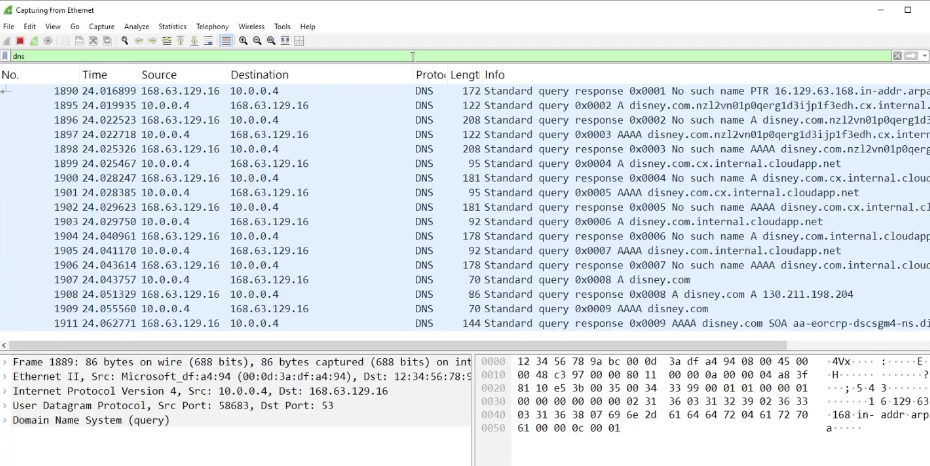 Capturing from Ethernet
File Edit View Go Capture Analyze Statistics Telephony Wireless Tools Help
dns
No. Time Source Destination Protoc Lengt Info
1890 24.016899 168.63.129.16 10.0.0.4 DNS 172 Standard query response 0x0001 No such name PTR 16.129.63.168.in-addr.arpa
1895 24.019935 10.0.0.4 168.63.129.16 DNS 122 Standard query 0x0002 A disney.com.nzl2vn01p0qerg1d3ijp1f3edh.cx.internal.
1896 24.022523 168.63.129.16 10.0.0.4 DNS 208 Standard query response 0x0002 No such name A disney.com.nzl2vn01p0qerg1d3
1897 24.022718 10.0.0.4 168.63.129.16 DNS 122 Standard query 0x0003 AAAA disney.com.nzl2vn01p0qerg1d3ijp1f3edh.cx.intern
1898 24.025326 168.63.129.16 10.0.0.4 DNS 208 Standard query response 0x0003 No such name AAAA disney.com.nzl2vn01p0qerg
1899 24.025467 10.0.0.4 168.63.129.16 DNS 95 Standard query 0x0004 A disney.com.cx.internal.cloudapp.net
1900 24.028247 168.63.129.16 10.0.0.4 DNS 181 Standard query response 0x0004 No such name A disney.com.cx.internal.cloud
1901 24.028385 10.0.0.4 168.63.129.16 DNS 95 Standard query 0x0005 AAAA disney.com.cx.internal.cloudapp.net
1902 24.029623 168.63.129.16 10.0.0.4 DNS 181 Standard query response 0x0005 No such name AAAA disney.com.cx.internal.cl
1903 24.029750 10.0.0.4 168.63.129.16 DNS 92 Standard query 0x0006 A disney.com.internal.cloudapp.net
1904 24.040961 168.63.129.16 10.0.0.4 DNS 178 Standard query response 0x0006 No such name A disney.com.internal.cloudapp
1905 24.041170 10.0.0.4 168.63.129.16 DNS 92 Standard query 0x0007 AAAA disney.com.internal.cloudapp.net
1906 24.043614 168.63.129.16 10.0.0.4 DNS 178 Standard query response 0x0007 No such name AAAA disney.com.internal.cloud
1907 24.043757 10.0.0.4 168.63.129.16 DNS 70 Standard query 0x0008 A disney.com
1908 24.051329 168.63.129.16 10.0.0.4 DNS 86 Standard query response 0x0008 A disney.com A 130.211.198.204
1909 24.055560 10.0.0.4 168.63.129.16 DNS 70 Standard query 0x0009 AAAA disney.com
1911 24.062771 168.63.129.16 10.0.0.4 DNS 144 Standard query response 0x0009 AAAA disney.com SOA aa-eorcrp-dscsgm4-ns.di
Frame 1889: 86 bytes on wire (688 bits), 86 bytes captured (688 bits) on int
Ethernet II, Src: Microsoft_df:a4:94 (00:0d:3a:df:a4:94), Dst: 12:34:56:78:9
Internet Protocol Version 4, Src: 10.0.0.4, Dst: 168.63.129.16
User Datagram Protocol, Src Port: 58683, Dst Port: 53
Domain Name System (query)
0000 12 34 56 78 9a bc 00 0d 3a df a4 94 08 00 45 00 ·4Vx···· :·····E·
0010 00 48 c3 97 00 00 80 11 00 00 0a 00 00 04 a8 3f ·H······ ·······?
0020 81 10 e5 3b 00 35 00 34 33 99 00 01 01 00 00 01 ···;·5·4 3·······
0030 00 00 00 00 00 00 02 31 36 03 31 32 39 02 36 33 ·······1 6·129·63
0040 03 31 36 38 07 69 6e 2d 61 64 64 72 04 61 72 70 ·168·in- addr·arp
0050 61 00 00 0c 00 01 a·····